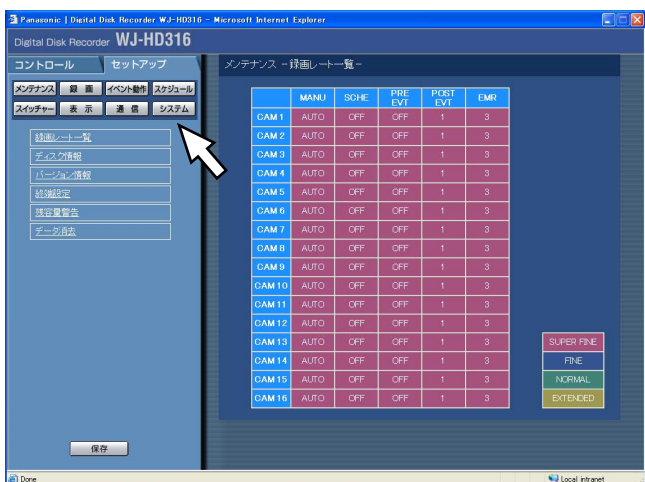 Panasonic | Digital Disk Recorder WJ-HD316 - Microsoft Internet Explorer
Digital Disk Recorder WJ-HD316
コントロール セットアップ
メンテナンス －録画レート一覧－
メンテナンス 録 画 イベント動作 スケジュール
スイッチャー 表 示 通 信 システム
録画レート一覧
ディスク情報
バージョン情報
終端設定
残容量警告
データ消去
MANU SCHE PRE EVT POST EVT EMR
CAM 1 AUTO OFF OFF 1 3
CAM 2 AUTO OFF OFF 1 3
CAM 3 AUTO OFF OFF 1 3
CAM 4 AUTO OFF OFF 1 3
CAM 5 AUTO OFF OFF 1 3
CAM 6 AUTO OFF OFF 1 3
CAM 7 AUTO OFF OFF 1 3
CAM 8 AUTO OFF OFF 1 3
CAM 9 AUTO OFF OFF 1 3
CAM 10 AUTO OFF OFF 1 3
CAM 11 AUTO OFF OFF 1 3
CAM 12 AUTO OFF OFF 1 3
CAM 13 AUTO OFF OFF 1 3
CAM 14 AUTO OFF OFF 1 3
CAM 15 AUTO OFF OFF 1 3
CAM 16 AUTO OFF OFF 1 3
SUPER FINE
FINE
NORMAL
EXTENDED
保存
Done Local intranet